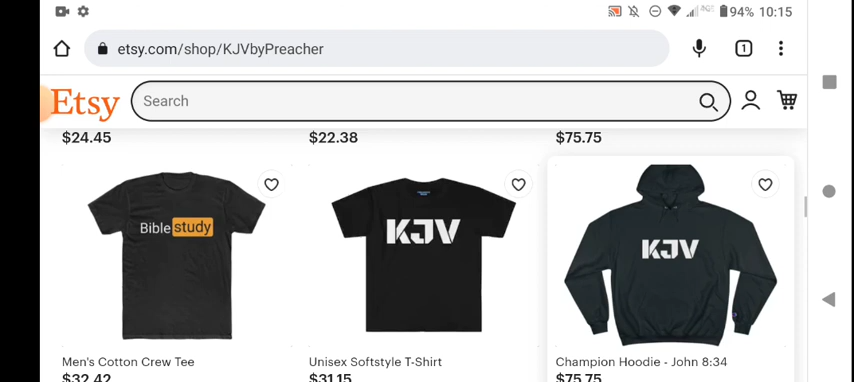 94% 10:15
etsy.com/shop/KJVbyPreacher
1
Etsy
Search
$24.45 $22.38 $75.75
Bible study
KJV
KJV
Men's Cotton Crew Tee Unisex Softstyle T-Shirt Champion Hoodie - John 8:34
$32.42 $31.15 $75.75